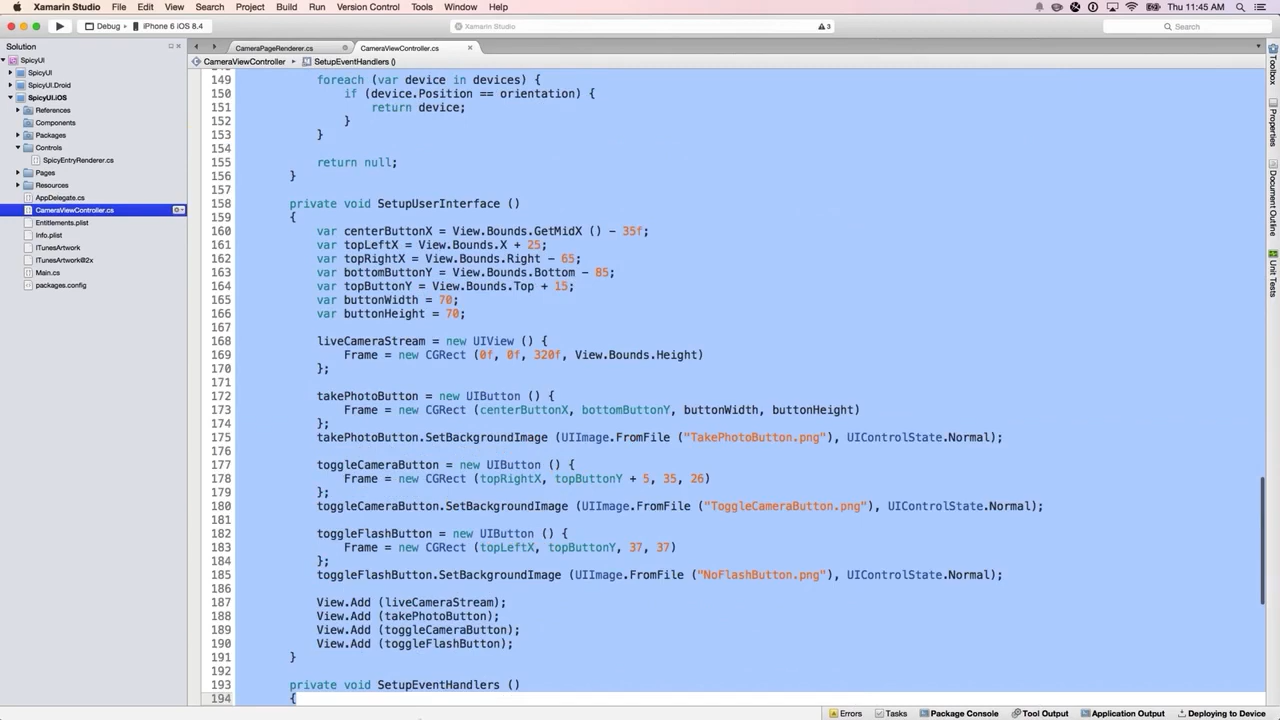 Xamarin Studio File Edit View Search Project Build Run Version Control Tools Window Help Thu 11:45 AM
Debug iPhone 6 iOS 8.4 Xamarin Studio 3 Search
Solution CameraPageRenderer.cs CameraViewController.cs
CameraViewController SetupEventHandlers ()
SpicyUI
SpicyUI
SpicyUI.Droid
SpicyUI.iOS
References
Components
Packages
Controls
SpicyEntryRenderer.cs
Pages
Resources
AppDelegate.cs
CameraViewController.cs
Entitlements.plist
Info.plist
iTunesArtwork
iTunesArtwork@2x
Main.cs
packages.config
149 foreach (var device in devices) {
150 if (device.Position == orientation) {
151 return device;
152 }
153 }
154
155 return null;
156 }
157
158 private void SetupUserInterface ()
159 {
160 var centerButtonX = View.Bounds.GetMidX () - 35f;
161 var topLeftX = View.Bounds.X + 25;
162 var topRightX = View.Bounds.Right - 65;
163 var bottomButtonY = View.Bounds.Bottom - 85;
164 var topButtonY = View.Bounds.Top + 15;
165 var buttonWidth = 70;
166 var buttonHeight = 70;
167
168 liveCameraStream = new UIView () {
169 Frame = new CGRect (0f, 0f, 320f, View.Bounds.Height)
170 };
171
172 takePhotoButton = new UIButton () {
173 Frame = new CGRect (centerButtonX, bottomButtonY, buttonWidth, buttonHeight)
174 };
175 takePhotoButton.SetBackgroundImage (UIImage.FromFile ("TakePhotoButton.png"), UIControlState.Normal);
176
177 toggleCameraButton = new UIButton () {
178 Frame = new CGRect (topRightX, topButtonY + 5, 35, 26)
179 };
180 toggleCameraButton.SetBackgroundImage (UIImage.FromFile ("ToggleCameraButton.png"), UIControlState.Normal);
181
182 toggleFlashButton = new UIButton () {
183 Frame = new CGRect (topLeftX, topButtonY, 37, 37)
184 };
185 toggleFlashButton.SetBackgroundImage (UIImage.FromFile ("NoFlashButton.png"), UIControlState.Normal);
186
187 View.Add (liveCameraStream);
188 View.Add (takePhotoButton);
189 View.Add (toggleCameraButton);
190 View.Add (toggleFlashButton);
191 }
192
193 private void SetupEventHandlers ()
194 {
Toolbox
Properties
Document Outline
Unit Tests
Errors Tasks Package Console Tool Output Application Output Deploying to Device